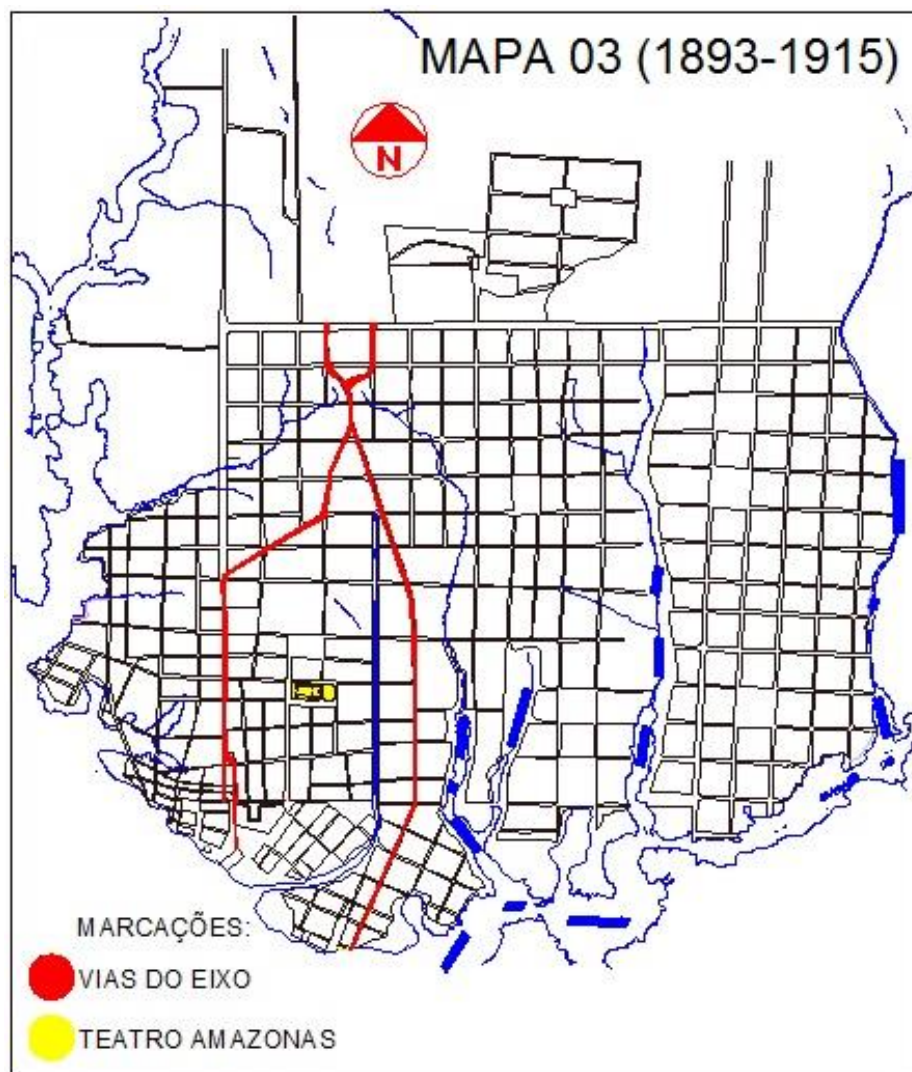 MAPA 03 (1893-1915)
N
MARCAÇÕES:
VIAS DO EIXO
TEATRO AMAZONAS